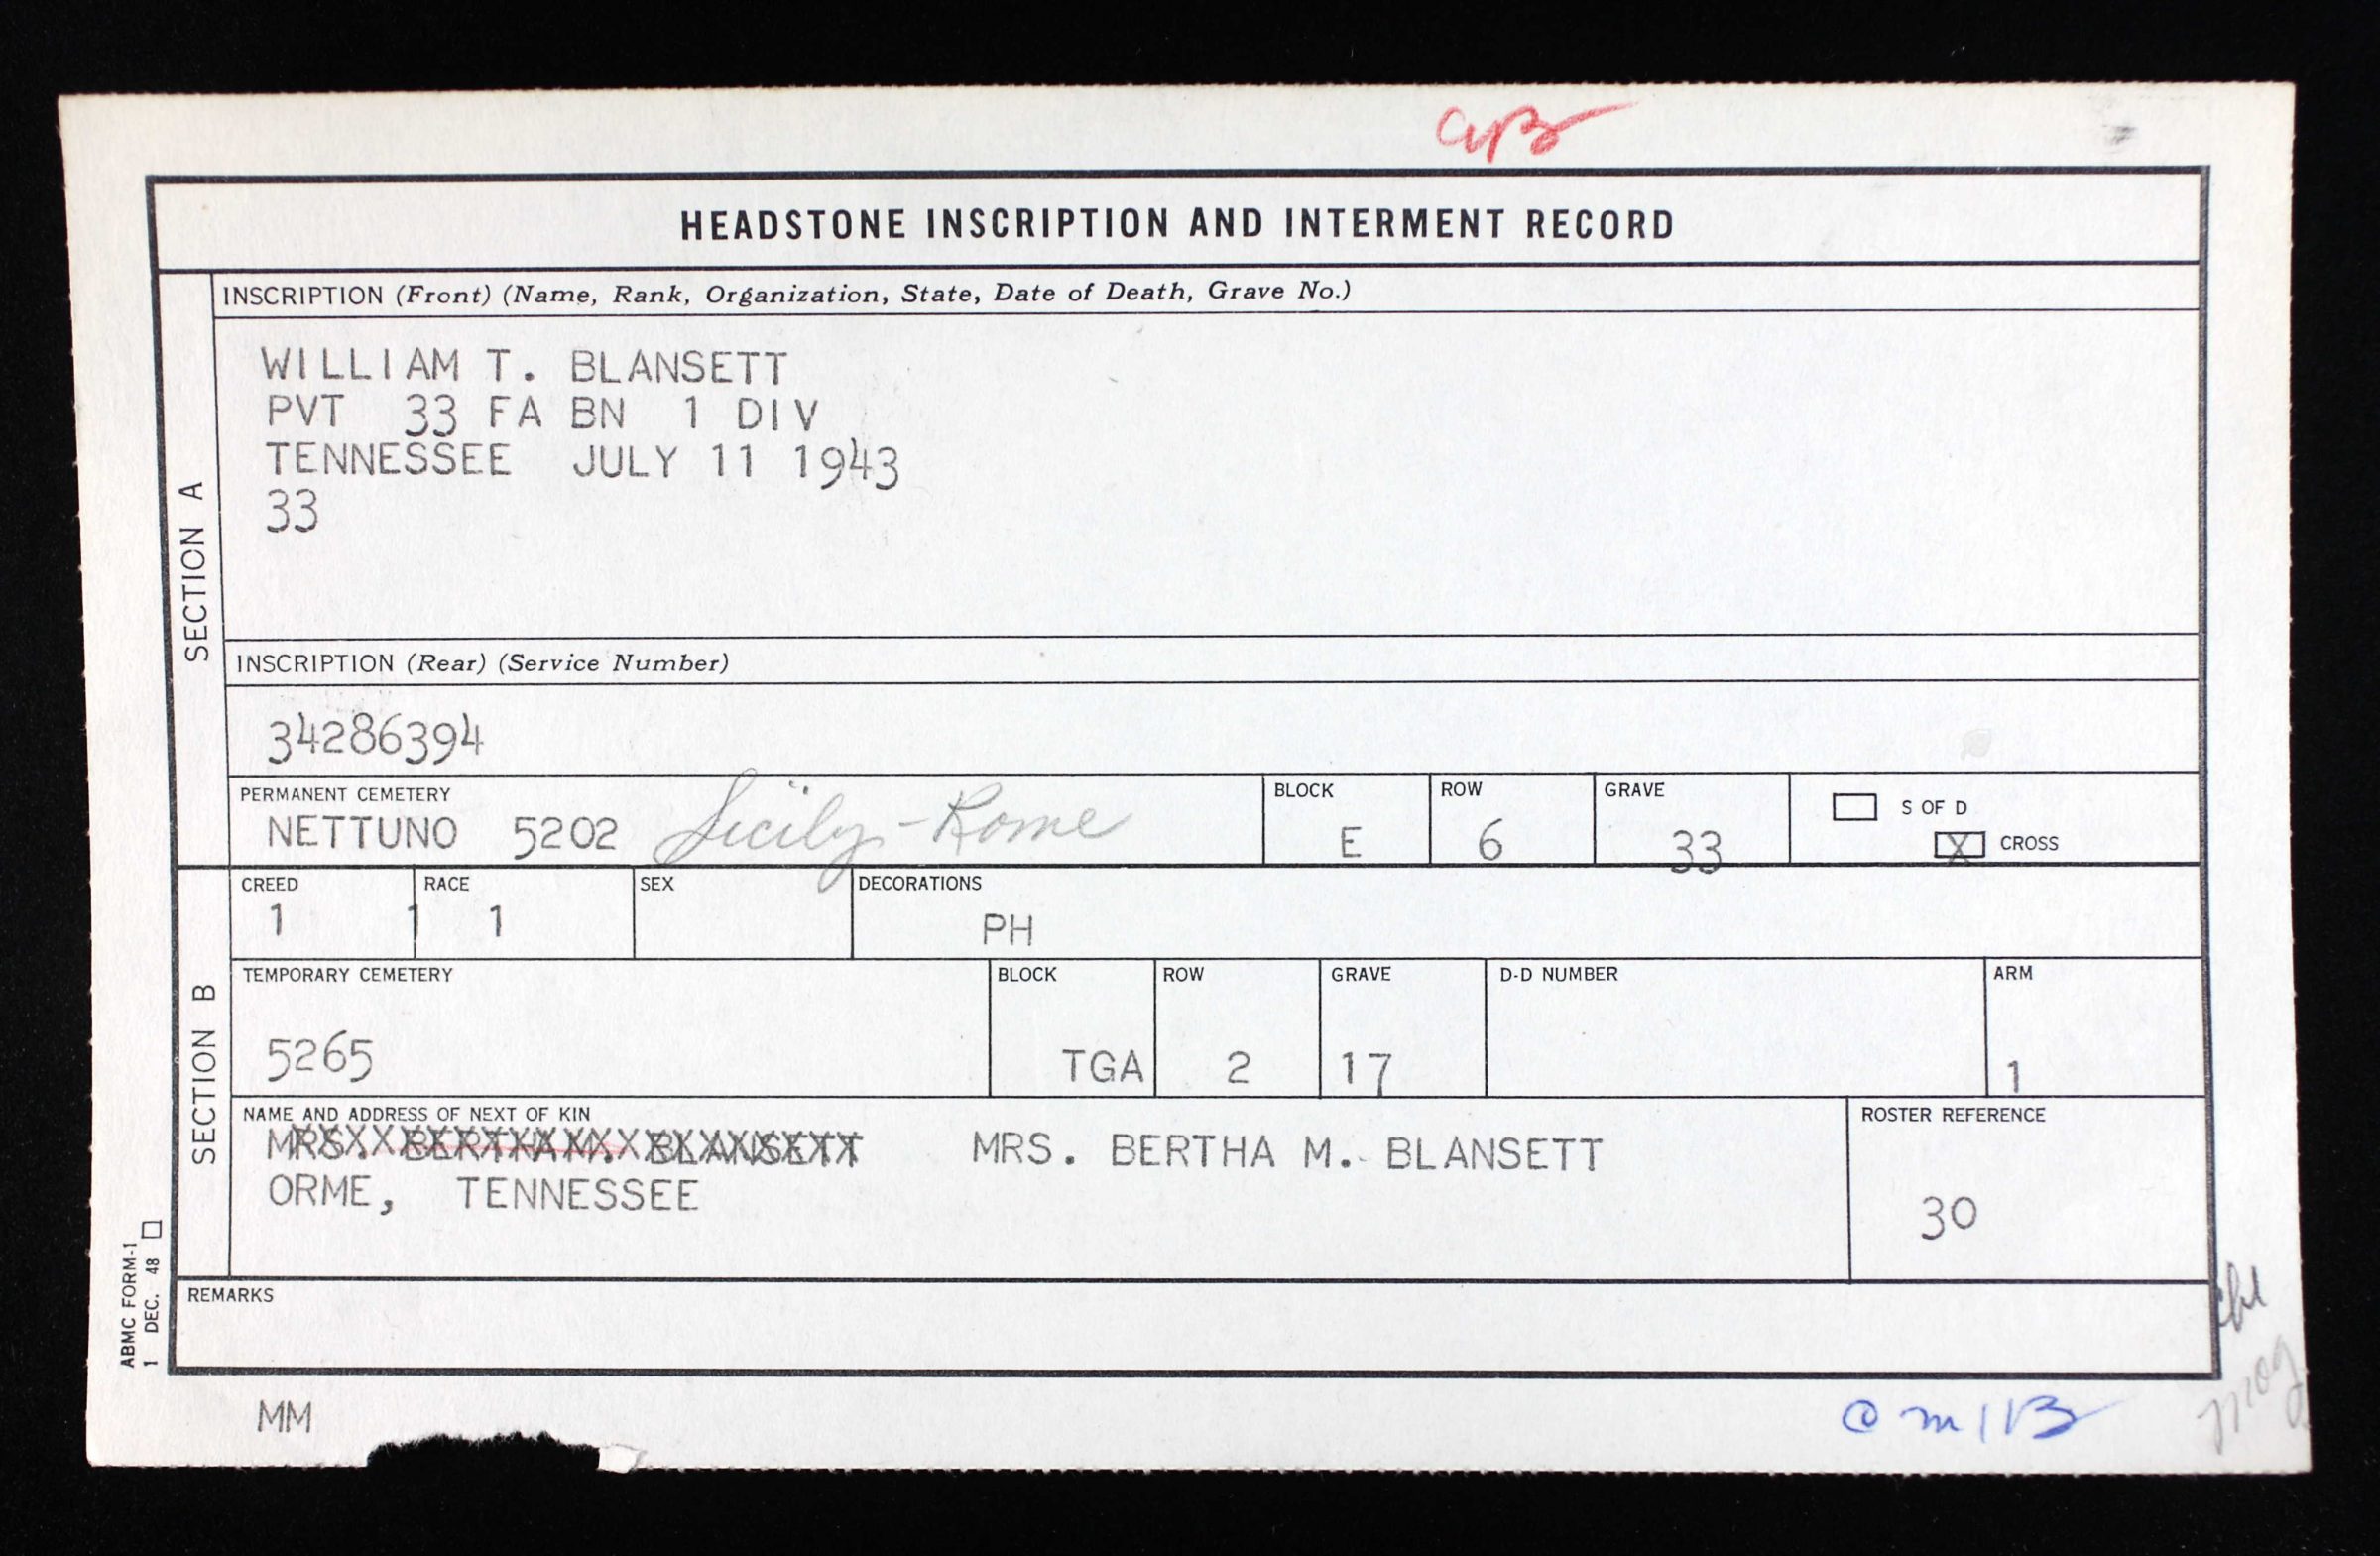 HEADSTONE INSCRIPTION AND INTERMENT RECORD
SECTION A
INSCRIPTION (Front) (Name, Rank, Organization, State, Date of Death, Grave No.)
WILLIAM T. BLANSETT
PVT 33 FA BN 1 DIV
TENNESSEE JULY 11 1943
33
INSCRIPTION (Rear) (Service Number)
34286394
PERMANENT CEMETERY BLOCK ROW GRAVE
NETTUNO 5202 Sicily-Rome E 6 33
S OF D
X CROSS
SECTION B
CREED RACE SEX DECORATIONS
1 1 1 PH
TEMPORARY CEMETERY BLOCK ROW GRAVE D-D NUMBER ARM
5265 TGA 2 17 1
NAME AND ADDRESS OF NEXT OF KIN ROSTER REFERENCE
MRS. BERTHA M. BLANSETT MRS. BERTHA M. BLANSETT
ORME, TENNESSEE 30
REMARKS
ABMC FORM-1
1 DEC. 48
MM